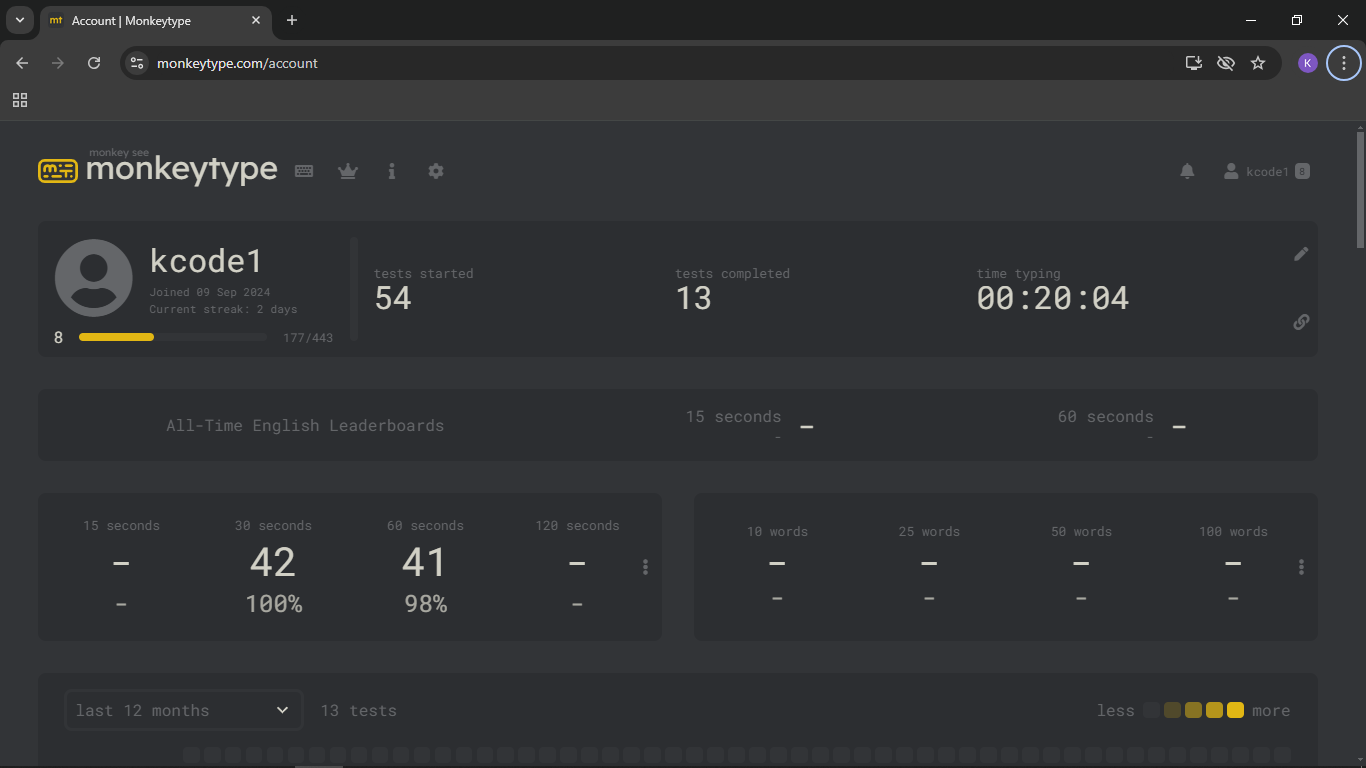 mt Account | Monkeytype
monkeytype.com/account
K
monkey see
monkeytype
kcode1 8
kcode1
Joined 09 Sep 2024
Current streak: 2 days
8 177/443
tests started
54
tests completed
13
time typing
00:20:04
All-Time English Leaderboards
15 seconds
-
-
60 seconds
-
-
15 seconds 30 seconds 60 seconds 120 seconds
- 42 41 -
- 100% 98% -
10 words 25 words 50 words 100 words
- - - -
- - - -
last 12 months 13 tests less more